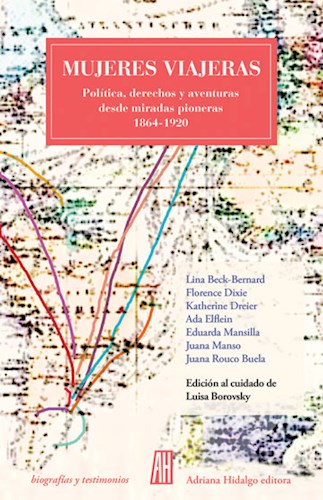 MUJERES VIAJERAS
Política, derechos y aventuras
desde miradas pioneras
1864-1920
Lina Beck-Bernard
Florence Dixie
Katherine Dreier
Ada Elflein
Eduarda Mansilla
Juana Manso
Juana Rouco Buela
Edición al cuidado de
Luisa Borovsky
biografías y testimonios
AH
Adriana Hidalgo editora